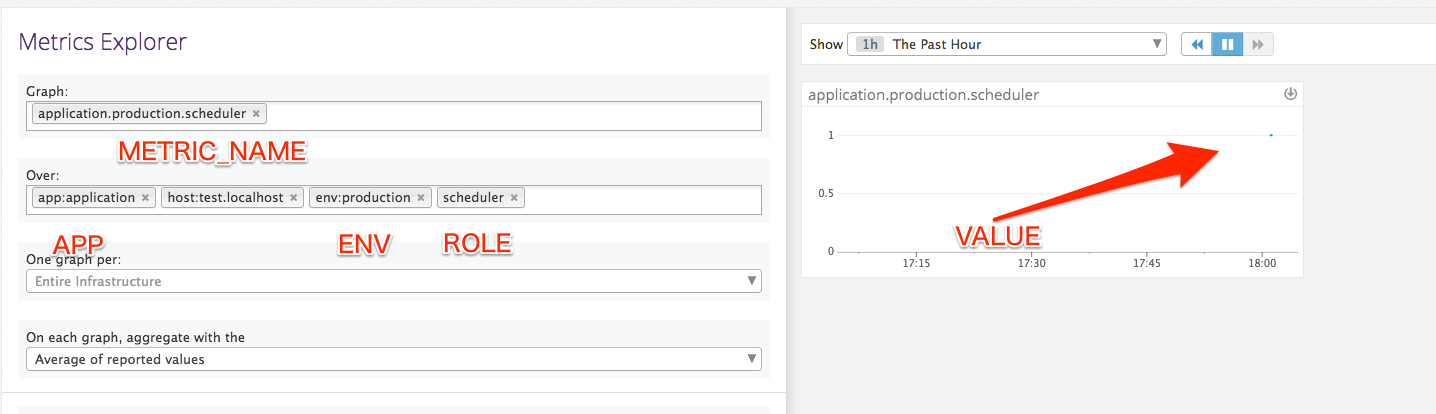 Metrics Explorer
Graph:
application.production.scheduler ×
METRIC_NAME
Over:
app:application × host:test.localhost × env:production × scheduler ×
APP ENV ROLE
One graph per:
Entire Infrastructure
On each graph, aggregate with the
Average of reported values
Show 1h The Past Hour
application.production.scheduler
1
0.5
VALUE
0
17:15 17:30 17:45 18:00